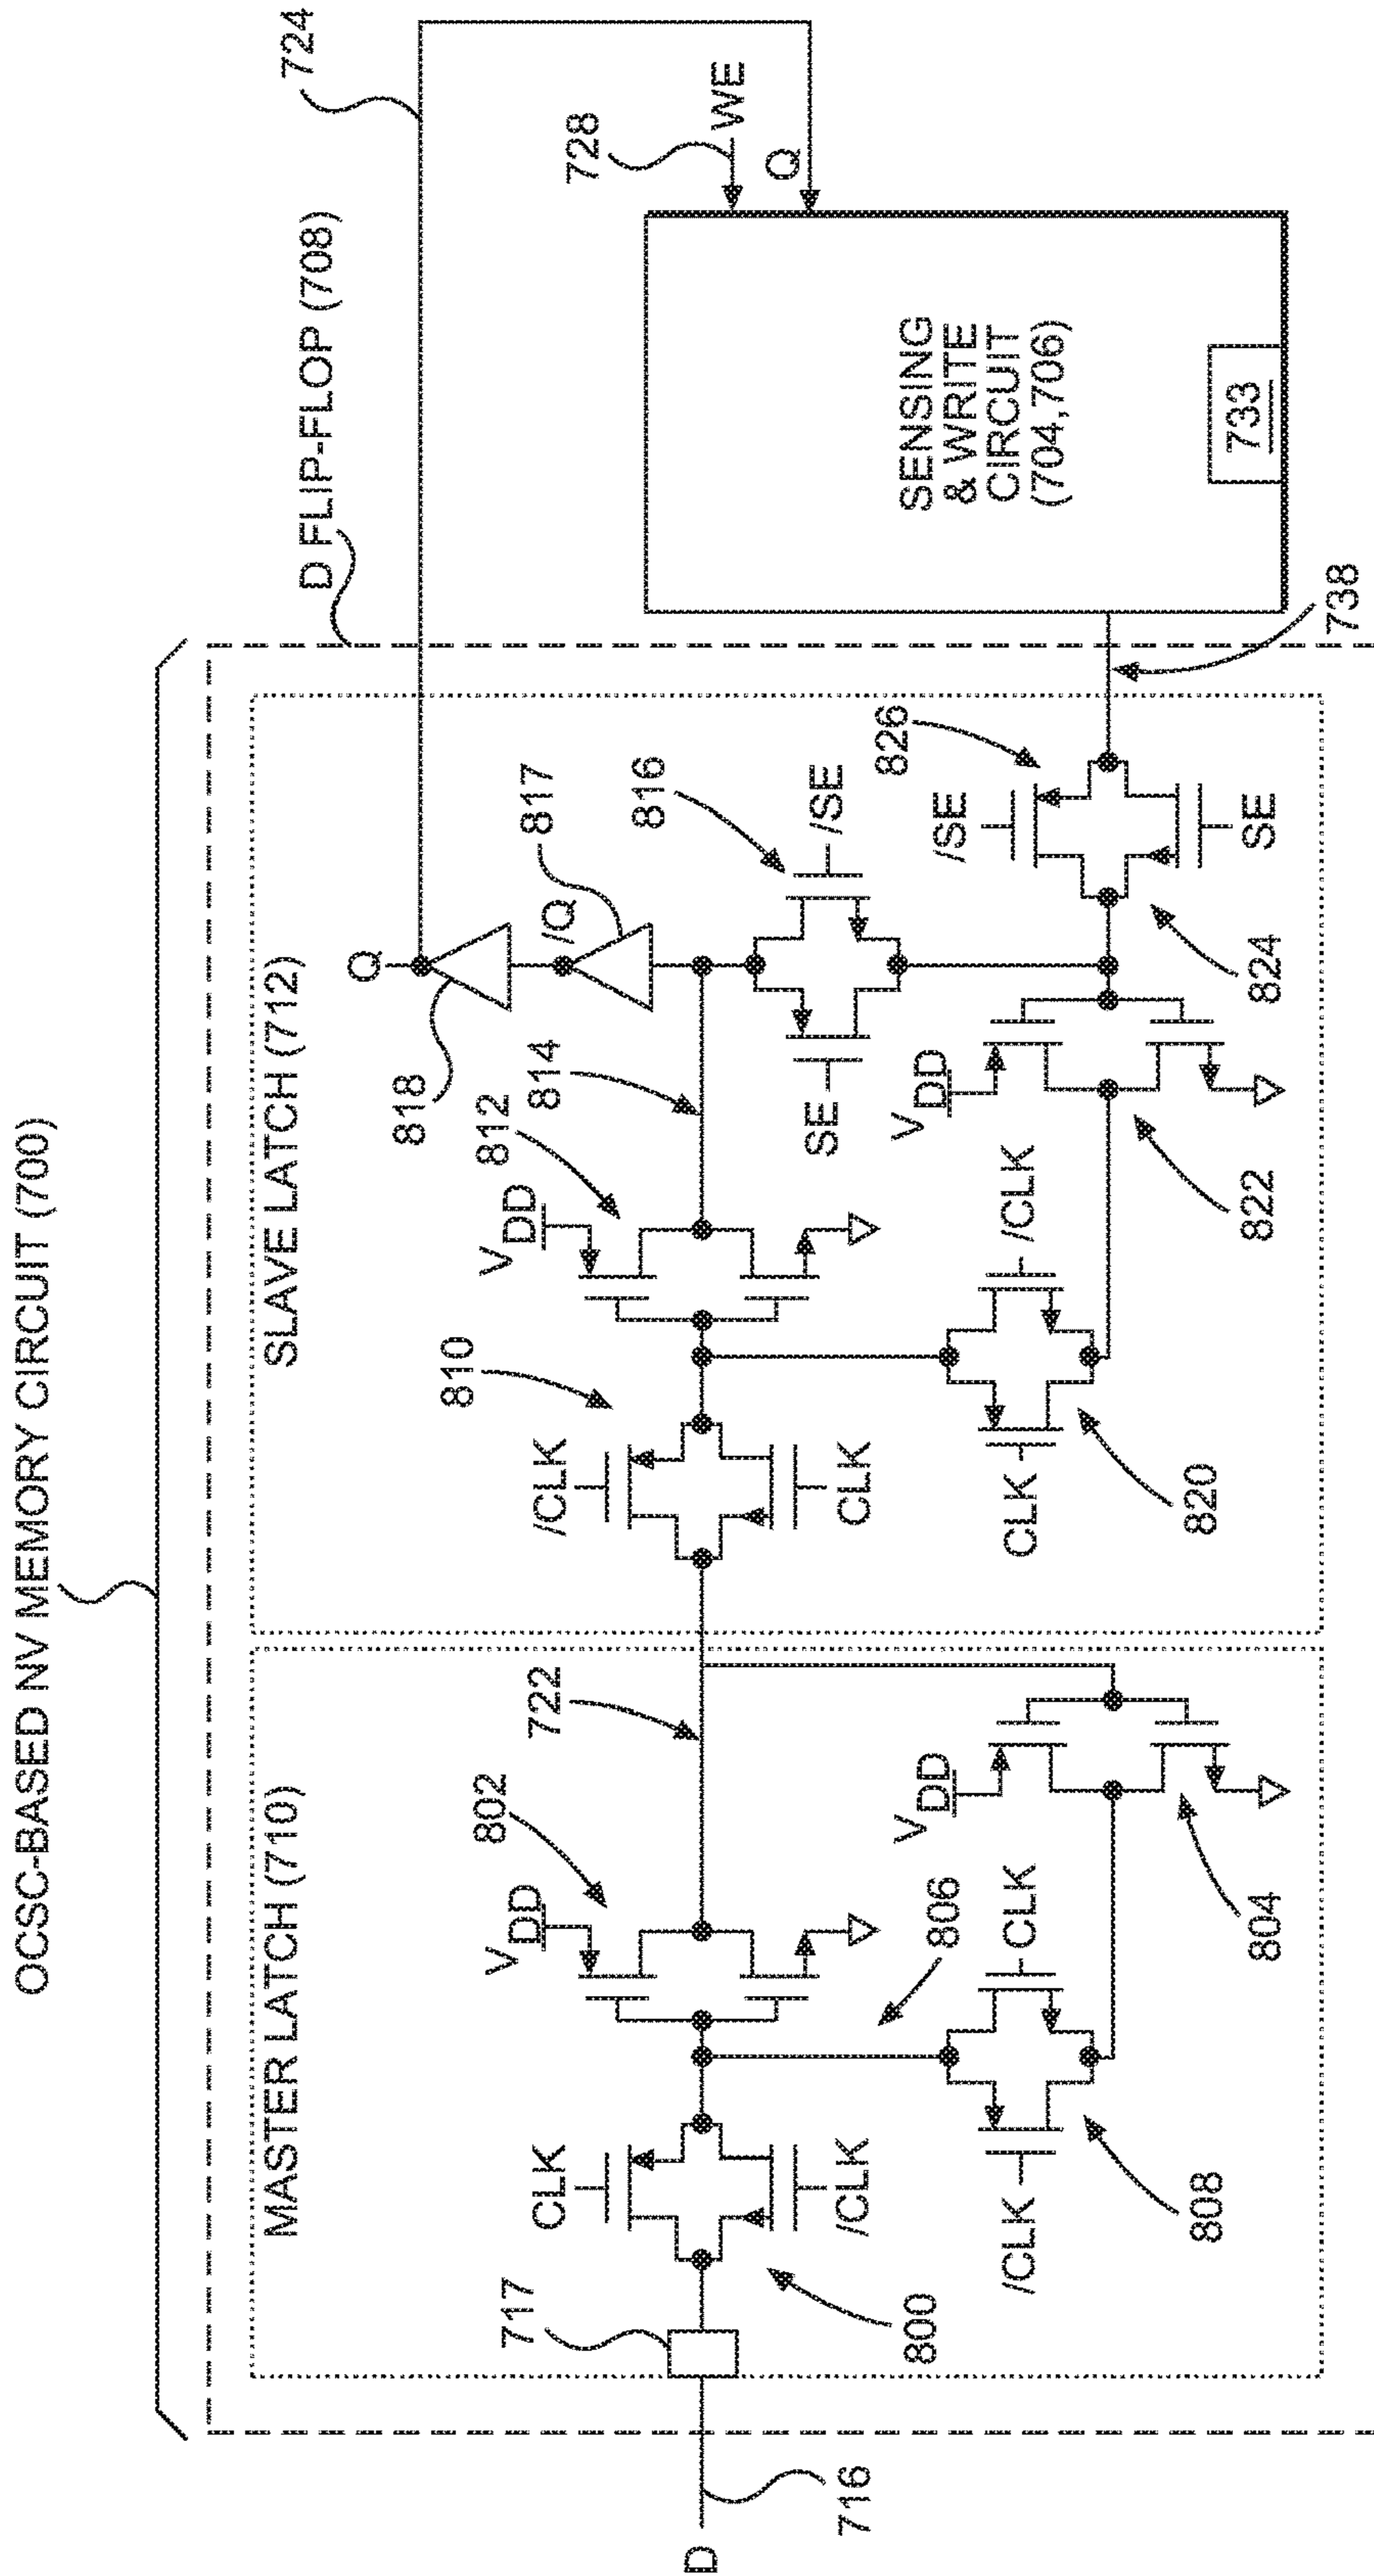 OCSC-BASED NV MEMORY CIRCUIT (700)
D FLIP-FLOP (708)
724
MASTER LATCH (710)
SLAVE LATCH (712)
Q
818
/Q
817
728
WE
Q
717
CLK
802
V DD
722
/CLK
810
V DD
812
814
816
/SE
SE
D
716
800
/CLK
806
CLK
/CLK
808
V DD
804
CLK
CLK
/CLK
820
V DD
822
/SE
826
SE
824
738
SENSING
& WRITE
CIRCUIT
(704,706)
733